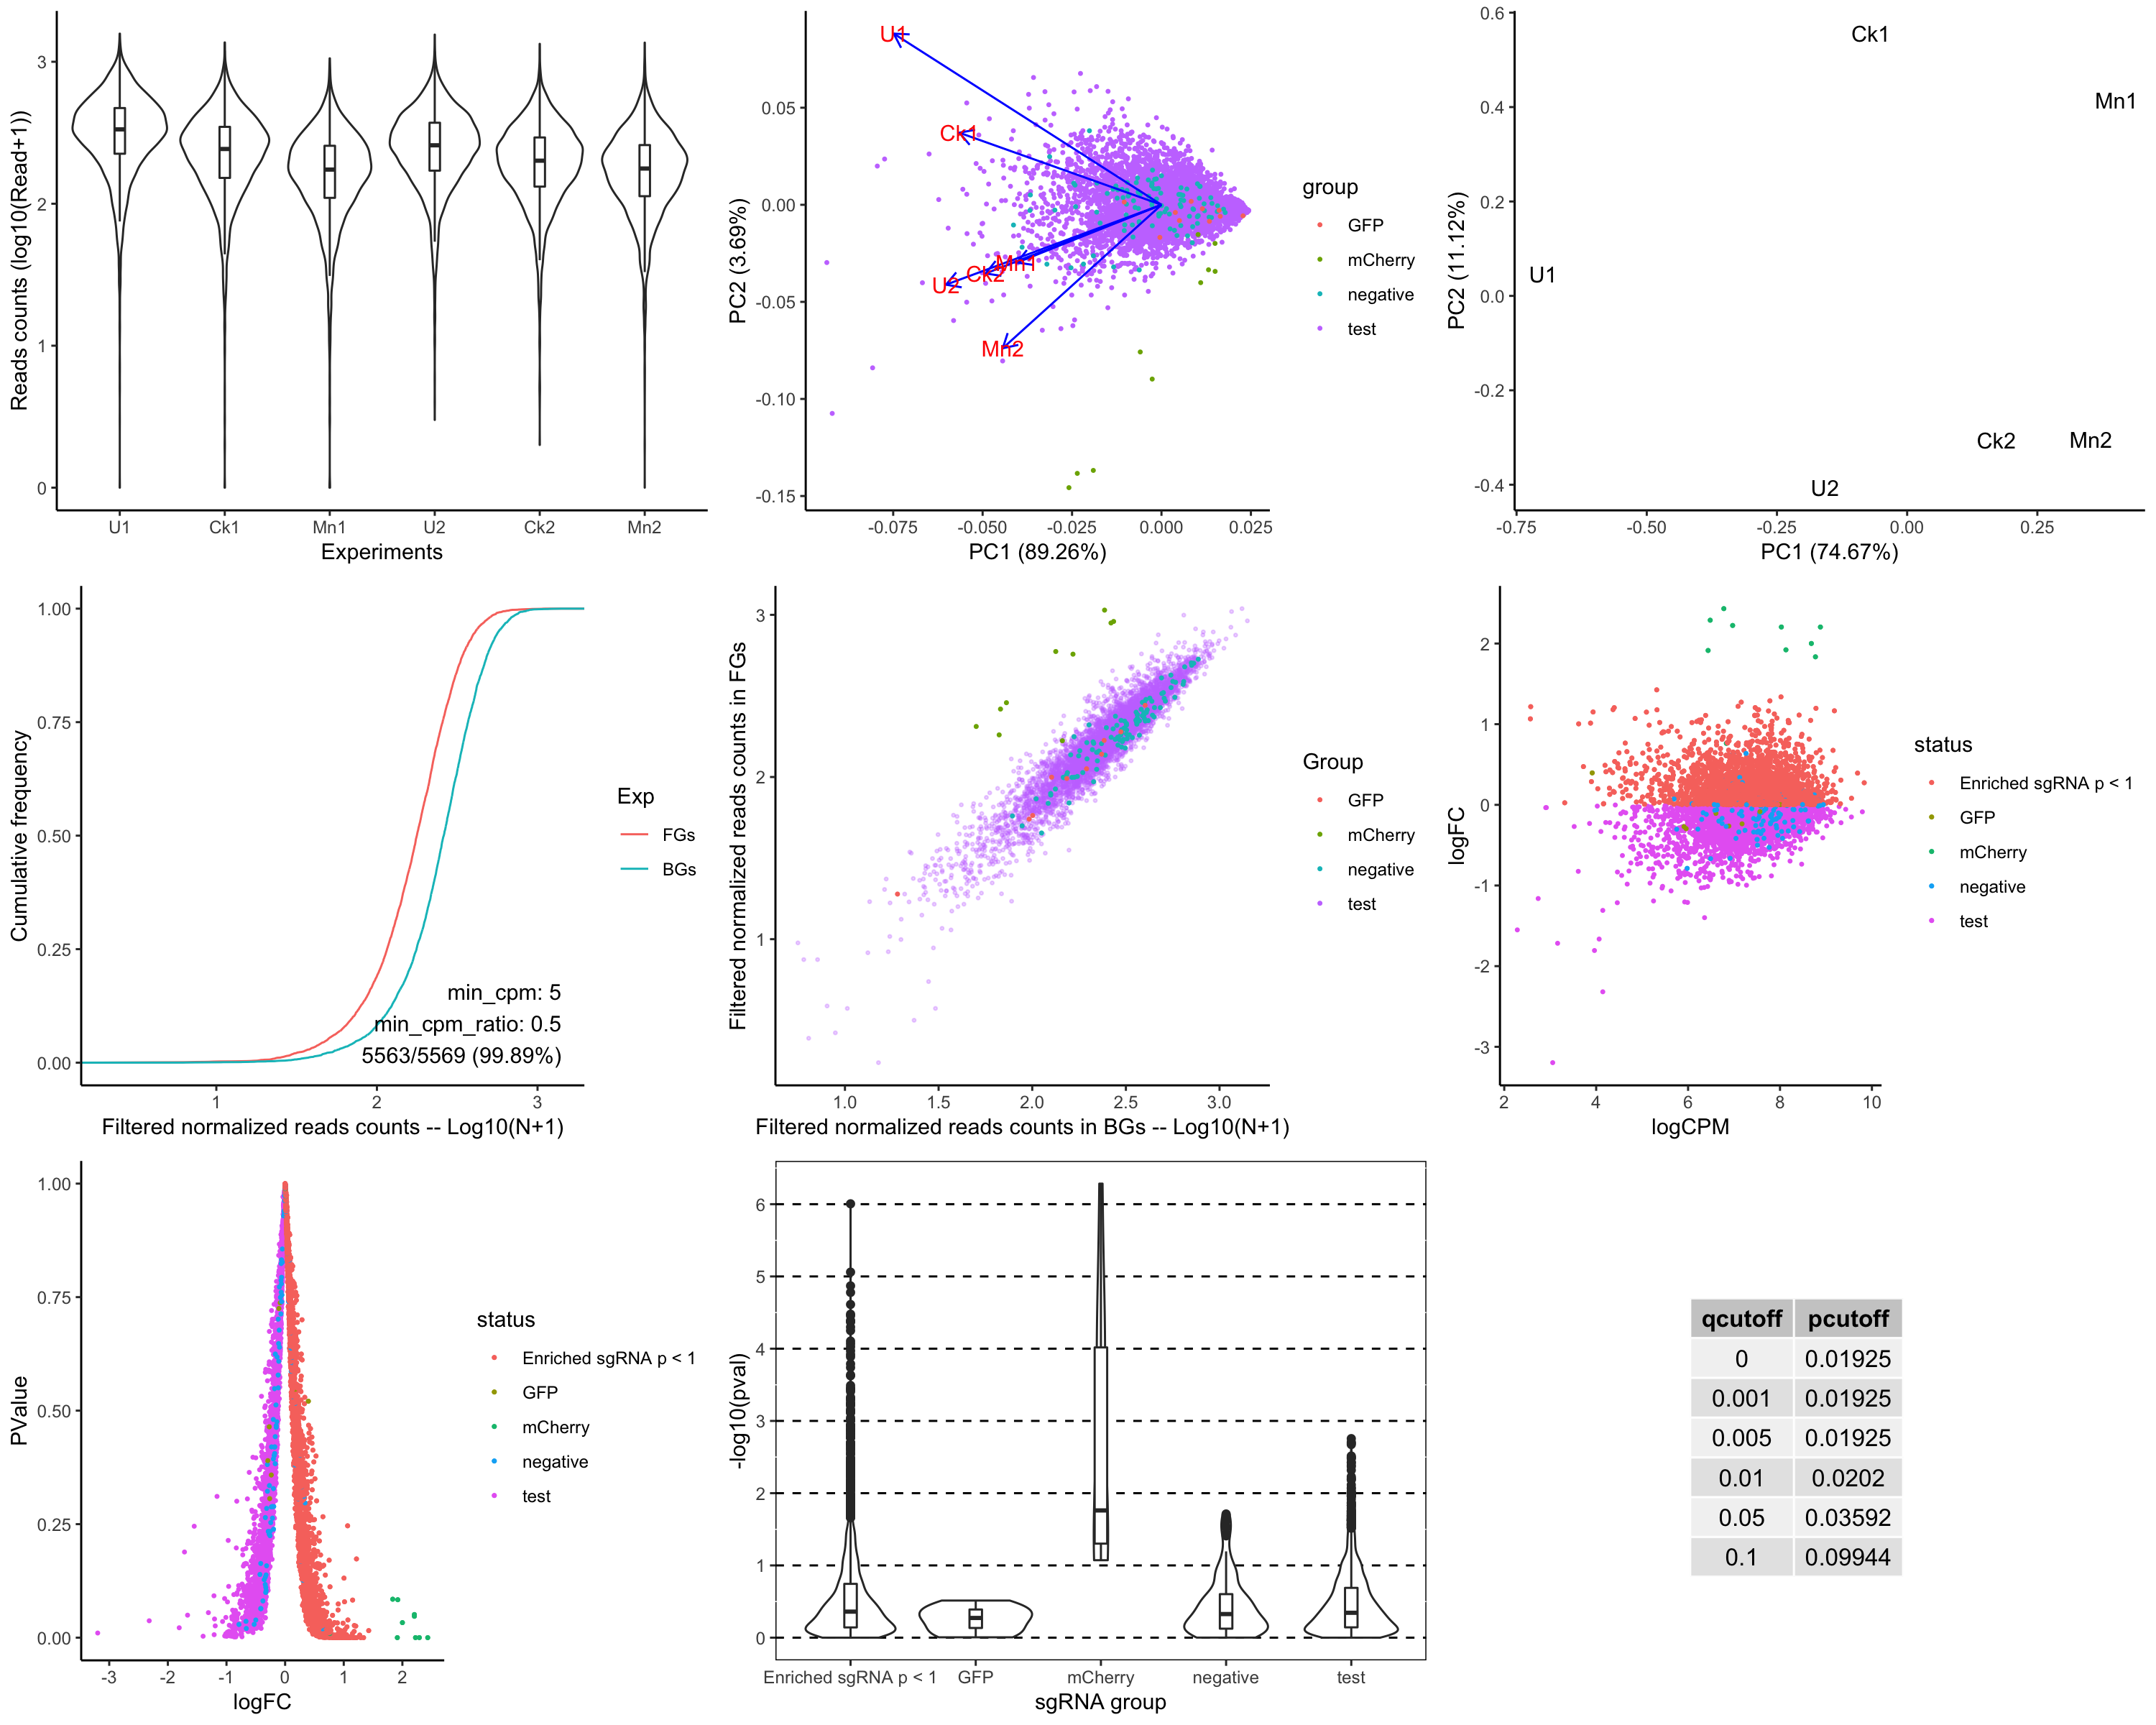 Reads counts (log10(Read+1))
3
2
1
0
U1 Ck1 Mn1 U2 Ck2 Mn2
Experiments
PC2 (3.69%)
0.05
0.00
-0.05
-0.10
-0.15
U1
Ck1
Mn1
Ck2
U2
Mn2
-0.075 -0.050 -0.025 0.000 0.025
PC1 (89.26%)
group
GFP
mCherry
negative
test
PC2 (11.12%)
0.6
0.4
0.2
0.0
-0.2
-0.4
Ck1
Mn1
U1
Ck2 Mn2
U2
-0.75 -0.50 -0.25 0.00 0.25
PC1 (74.67%)
Cumulative frequency
1.00
0.75
0.50
0.25
0.00
min_cpm: 5
min_cpm_ratio: 0.5
5563/5569 (99.89%)
1 2 3
Filtered normalized reads counts -- Log10(N+1)
Exp
FGs
BGs
Filtered normalized reads counts in FGs
3
2
1
1.0 1.5 2.0 2.5 3.0
Filtered normalized reads counts in BGs -- Log10(N+1)
Group
GFP
mCherry
negative
test
logFC
2
1
0
-1
-2
-3
2 4 6 8 10
logCPM
status
Enriched sgRNA p < 1
GFP
mCherry
negative
test
PValue
1.00
0.75
0.50
0.25
0.00
-3 -2 -1 0 1 2
logFC
status
Enriched sgRNA p < 1
GFP
mCherry
negative
test
-log10(pval)
6
5
4
3
2
1
0
Enriched sgRNA p < 1 GFP mCherry negative test
sgRNA group
qcutoff pcutoff
0 0.01925
0.001 0.01925
0.005 0.01925
0.01 0.0202
0.05 0.03592
0.1 0.09944